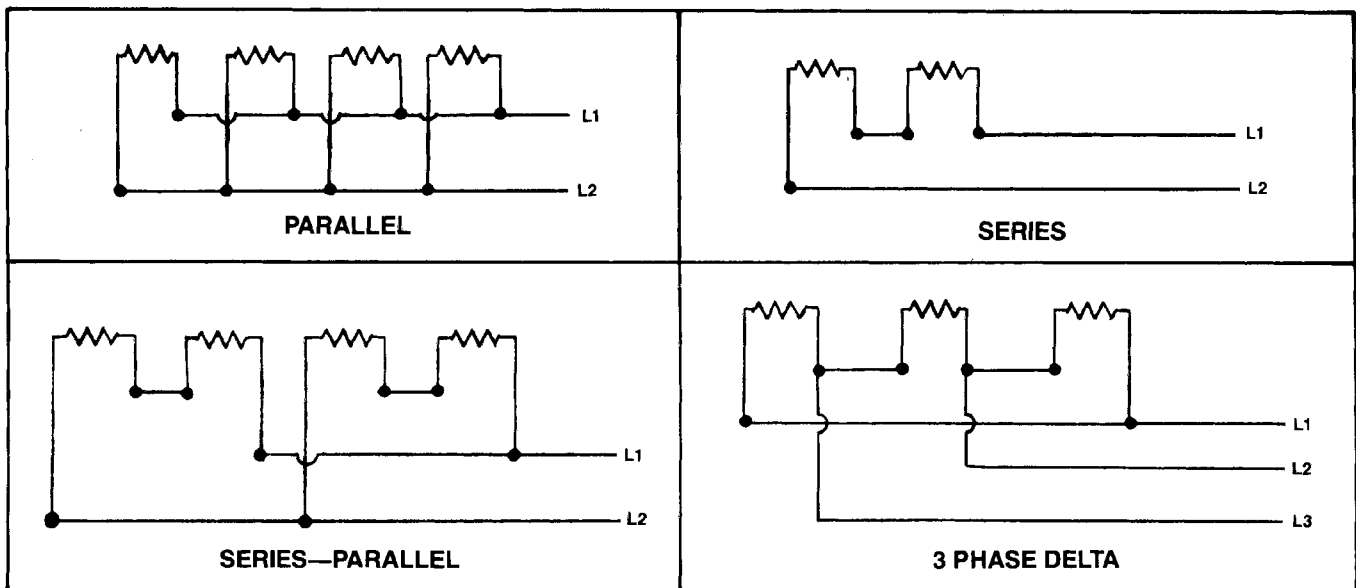 L1
L2
PARALLEL
L1
L2
SERIES
L1
L2
SERIES—PARALLEL
L1
L2
L3
3 PHASE DELTA